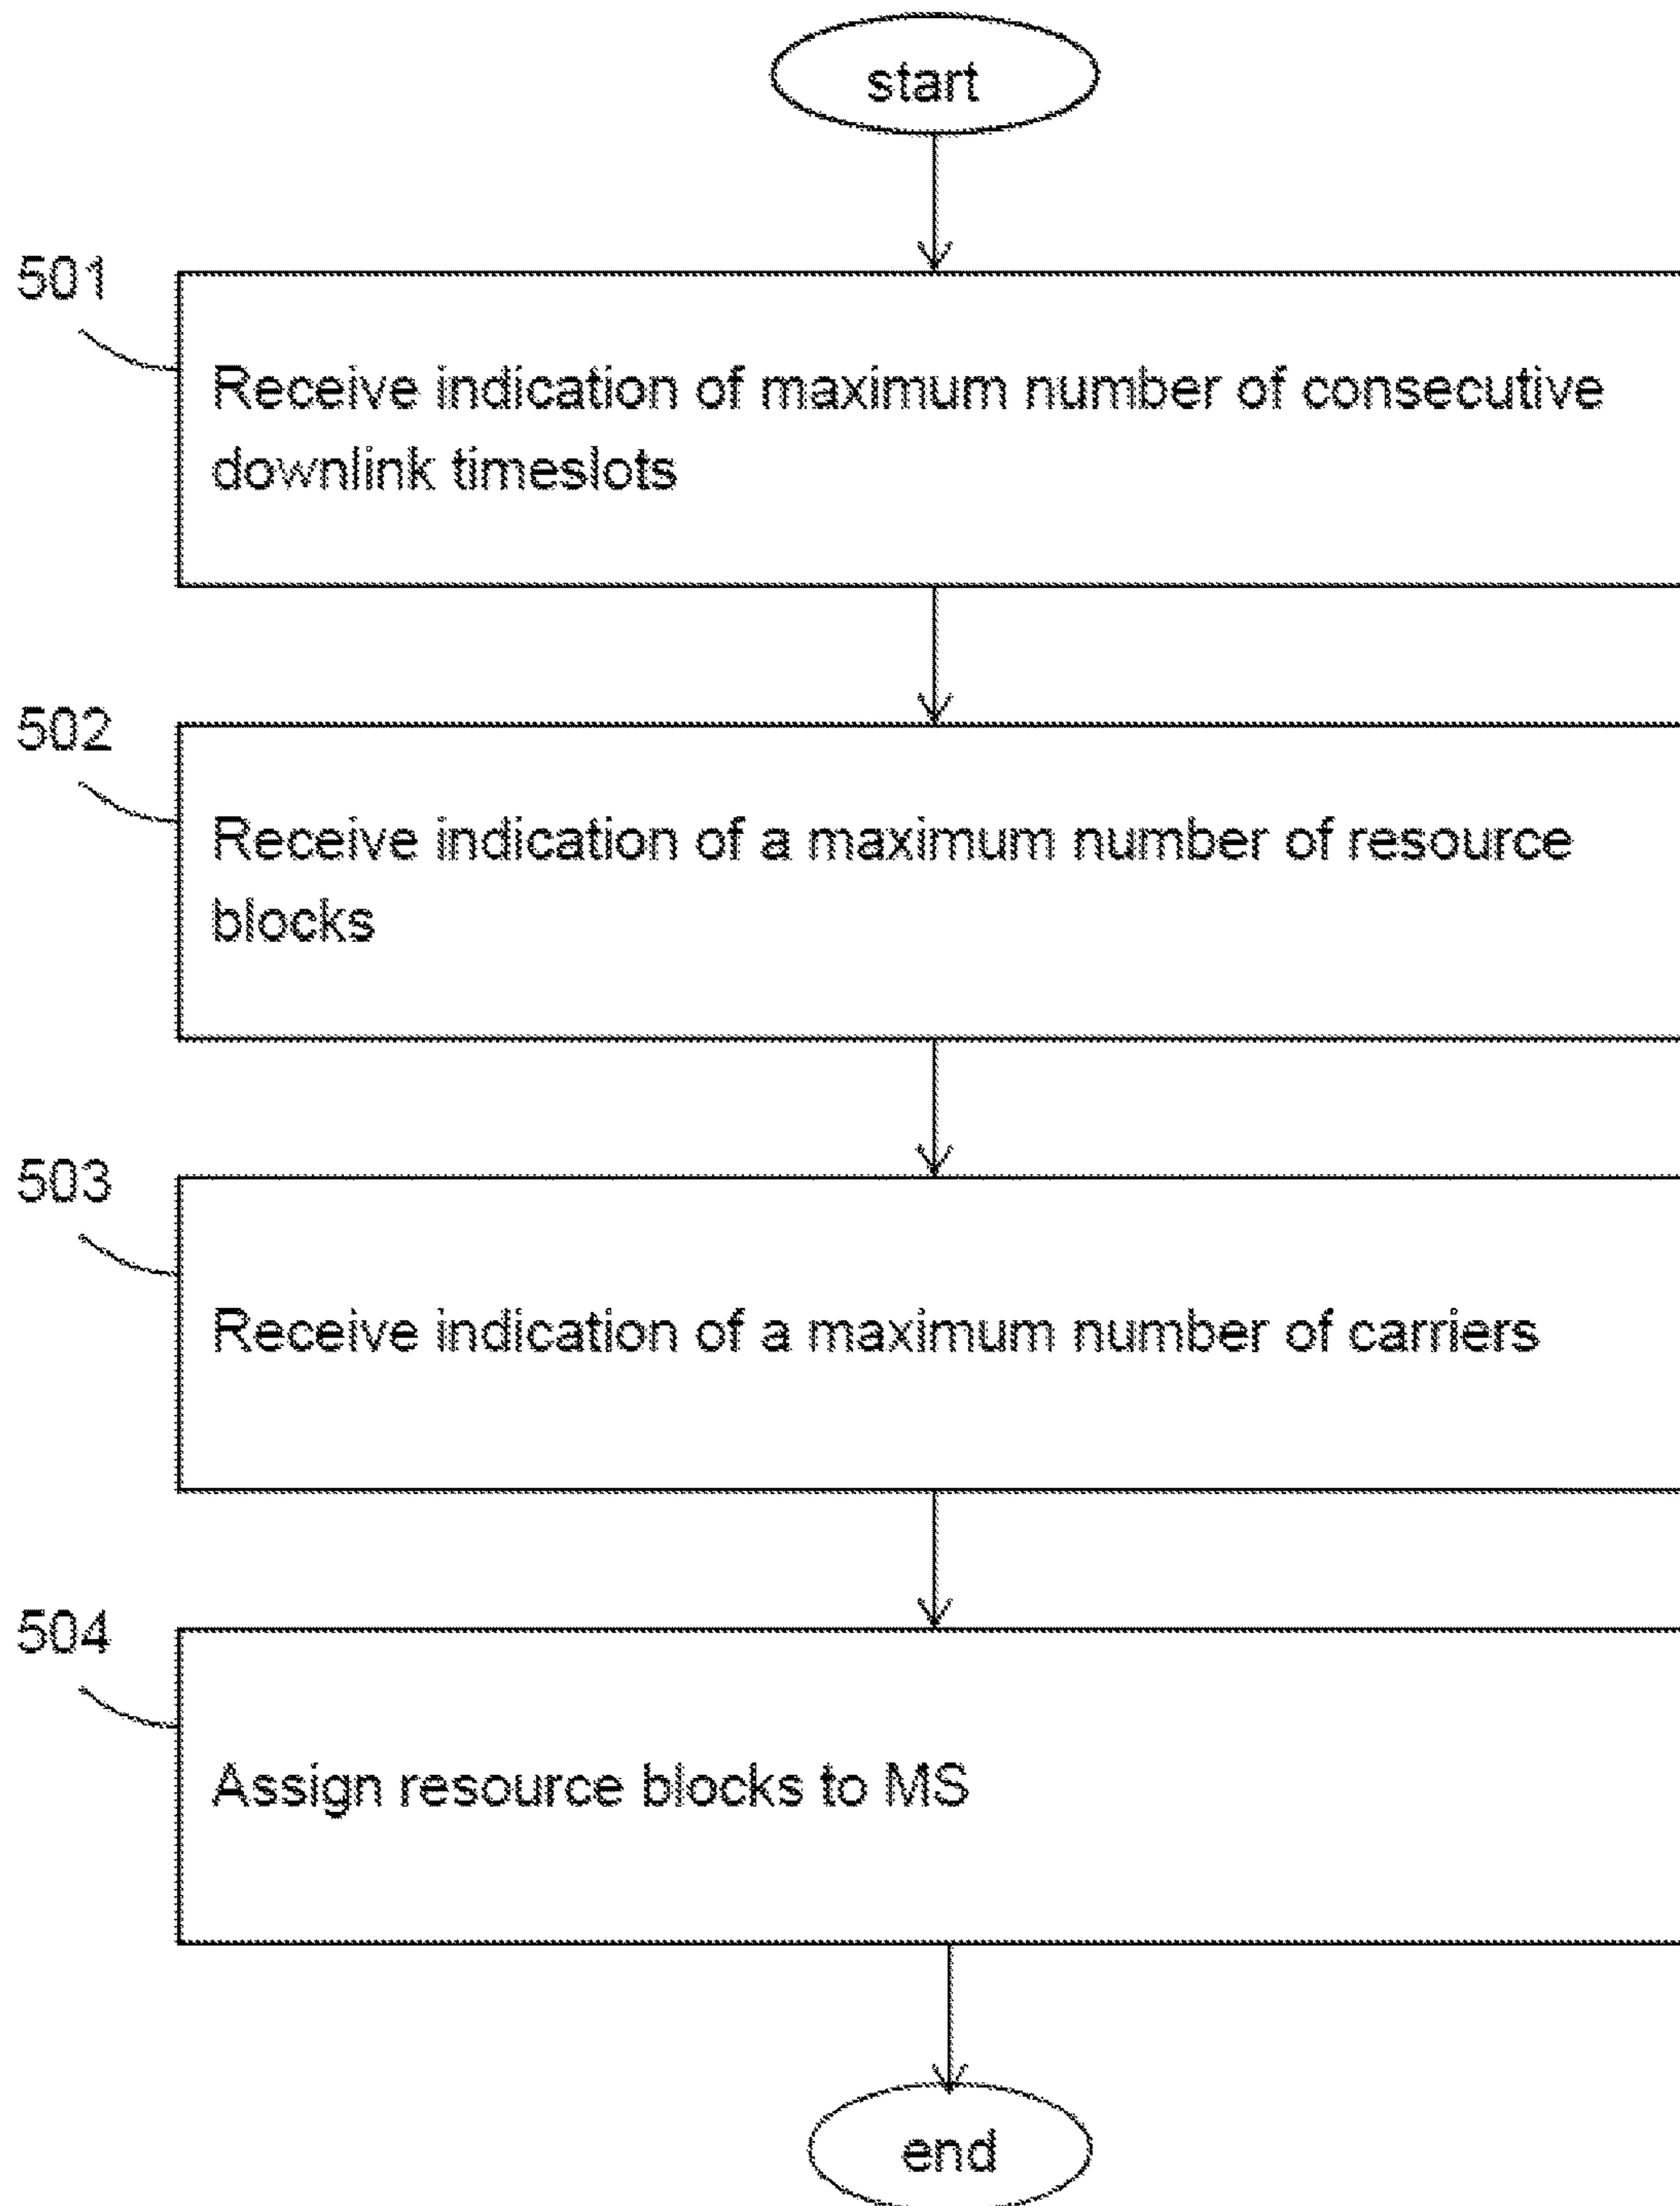 start
501
Receive indication of maximum number of consecutive
downlink timeslots
502
Receive indication of a maximum number of resource
blocks
503
Receive indication of a maximum number of carriers
504
Assign resource blocks to MS
end